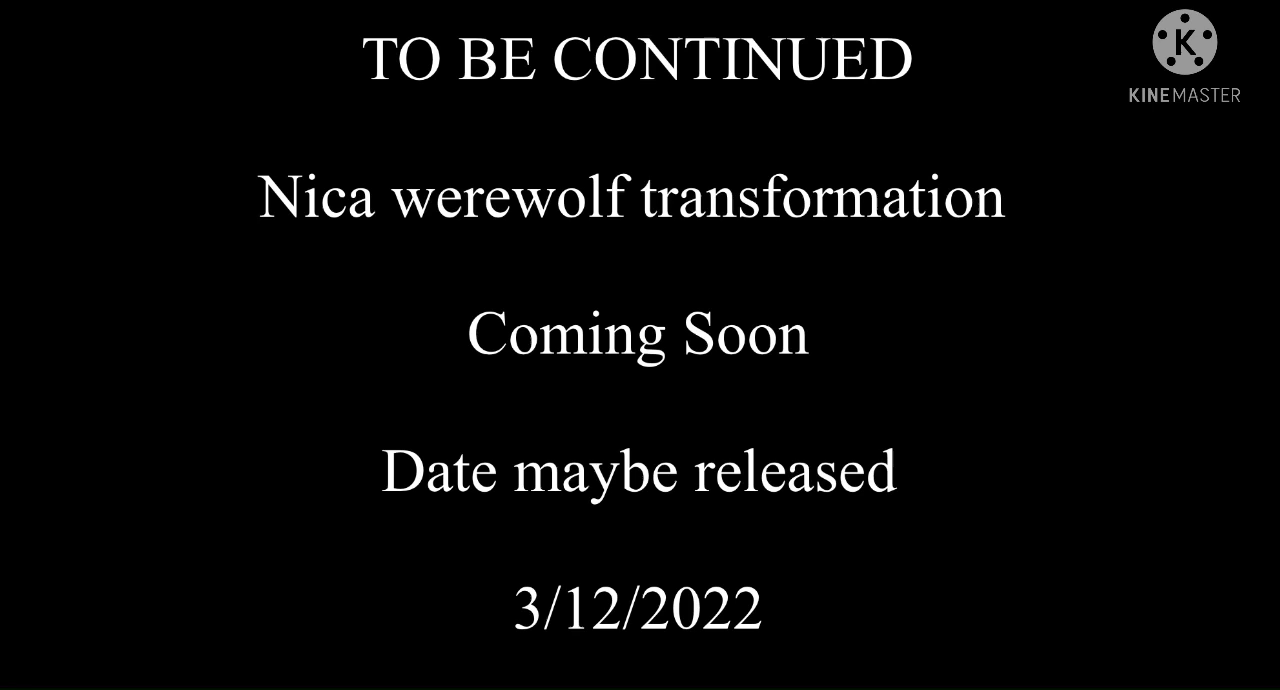 TO BE CONTINUED
K
KINEMASTER
Nica werewolf transformation
Coming Soon
Date maybe released
3/12/2022